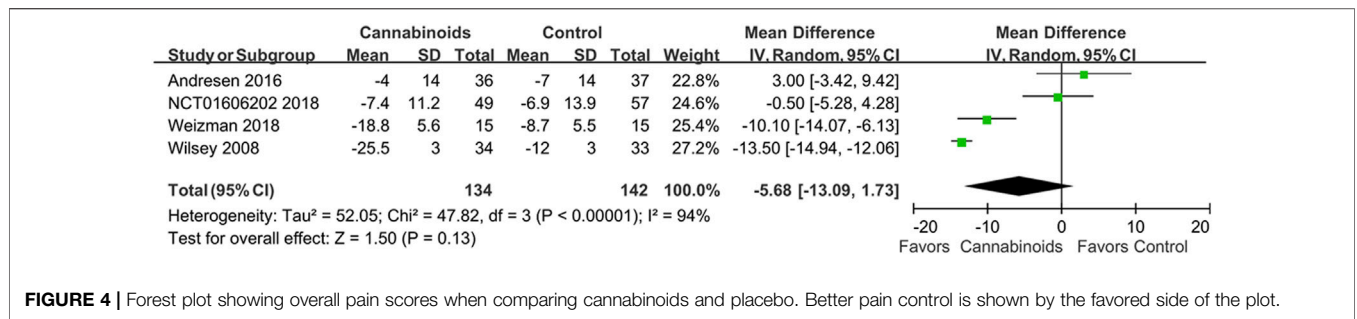 Cannabinoids Control Mean Difference Mean Difference
Study or Subgroup Mean SD Total Mean SD Total Weight IV, Random, 95% CI IV, Random, 95% CI
Andresen 2016 -4 14 36 -7 14 37 22.8% 3.00 [-3.42, 9.42]
NCT01606202 2018 -7.4 11.2 49 -6.9 13.9 57 24.6% -0.50 [-5.28, 4.28]
Weizman 2018 -18.8 5.6 15 -8.7 5.5 15 25.4% -10.10 [-14.07, -6.13]
Wilsey 2008 -25.5 3 34 -12 3 33 27.2% -13.50 [-14.94, -12.06]
Total (95% CI) 134 142 100.0% -5.68 [-13.09, 1.73]
Heterogeneity: Tau² = 52.05; Chi² = 47.82, df = 3 (P < 0.00001); I² = 94%
Test for overall effect: Z = 1.50 (P = 0.13)
-20 -10 0 10 20
Favors Cannabinoids Favors Control
FIGURE 4 | Forest plot showing overall pain scores when comparing cannabinoids and placebo. Better pain control is shown by the favored side of the plot.